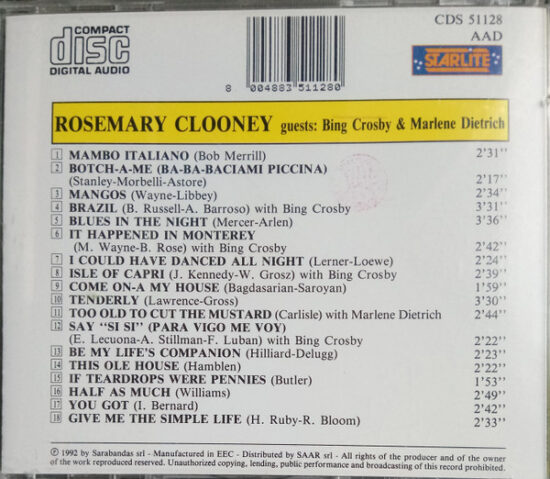 COMPACT
disc
DIGITAL AUDIO
CDS 51128
AAD
STARLITE
8 004883 511280
ROSEMARY CLOONEY guests: Bing Crosby & Marlene Dietrich
1 MAMBO ITALIANO (Bob Merrill) 2'31''
2 BOTCH-A-ME (BA-BA-BACIAMI PICCINA)
(Stanley-Morbelli-Astore) 2'17''
3 MANGOS (Wayne-Libbey) 2'34''
4 BRAZIL (B. Russell-A. Barroso) with Bing Crosby 3'31''
5 BLUES IN THE NIGHT (Mercer-Arlen) 3'36''
6 IT HAPPENED IN MONTEREY
(M. Wayne-B. Rose) with Bing Crosby 2'42''
7 I COULD HAVE DANCED ALL NIGHT (Lerner-Loewe) 2'24''
8 ISLE OF CAPRI (J. Kennedy-W. Grosz) with Bing Crosby 2'39''
9 COME ON-A MY HOUSE (Bagdasarian-Saroyan) 1'59''
10 TENDERLY (Lawrence-Gross) 3'30''
11 TOO OLD TO CUT THE MUSTARD (Carlisle) with Marlene Dietrich 2'44''
12 SAY "SI SI" (PARA VIGO ME VOY)
(E. Lecuona-A. Stillman-F. Luban) with Bing Crosby 2'22''
13 BE MY LIFE'S COMPANION (Hilliard-Delugg) 2'23''
14 THIS OLE HOUSE (Hamblen) 2'22''
15 IF TEARDROPS WERE PENNIES (Butler) 1'53''
16 HALF AS MUCH (Williams) 2'49''
17 YOU GOT (I. Bernard) 2'42''
18 GIVE ME THE SIMPLE LIFE (H. Ruby-R. Bloom) 2'33''
℗ 1992 by Sarabandas srl - Manufactured in EEC - Distributed by SAAR srl - All rights of the producer and of the owner
of the work reproduced reserved. Unauthorized copying, lending, public performance and broadcasting of this record prohibited.